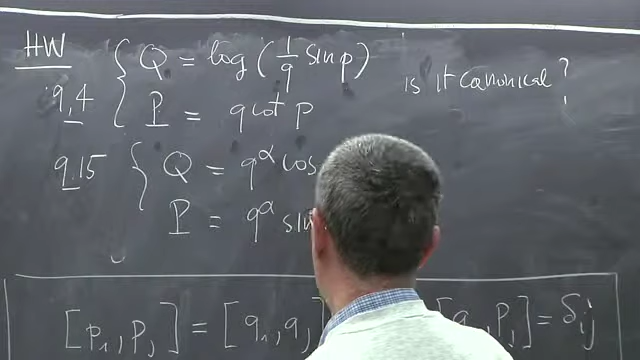 HW
9,4 { Q = log (1/q sin p) is it canonical?
P = q cot p
9.15 { Q = q^α cos
P = q^α sin
[p_i, p_j] = [q_i, q_j] [q , P_j] = δ_ij